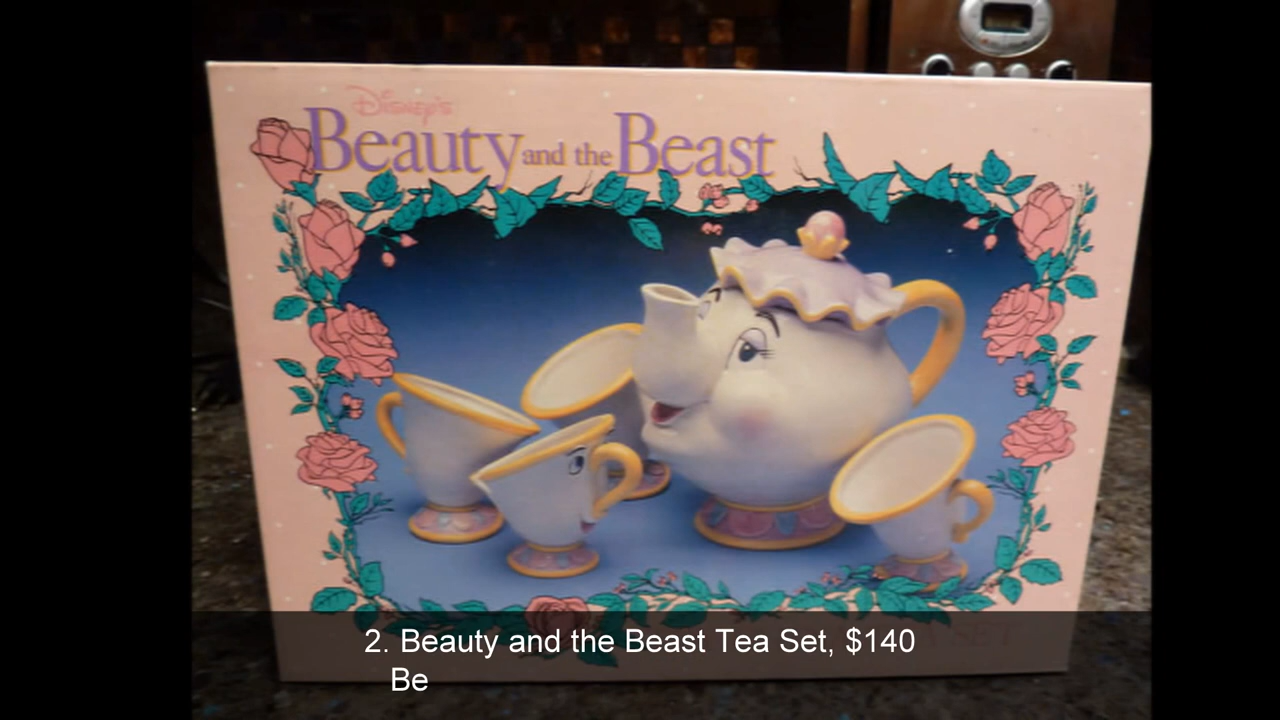 Disney's
Beauty and the Beast
2. Beauty and the Beast Tea Set, $140
Be